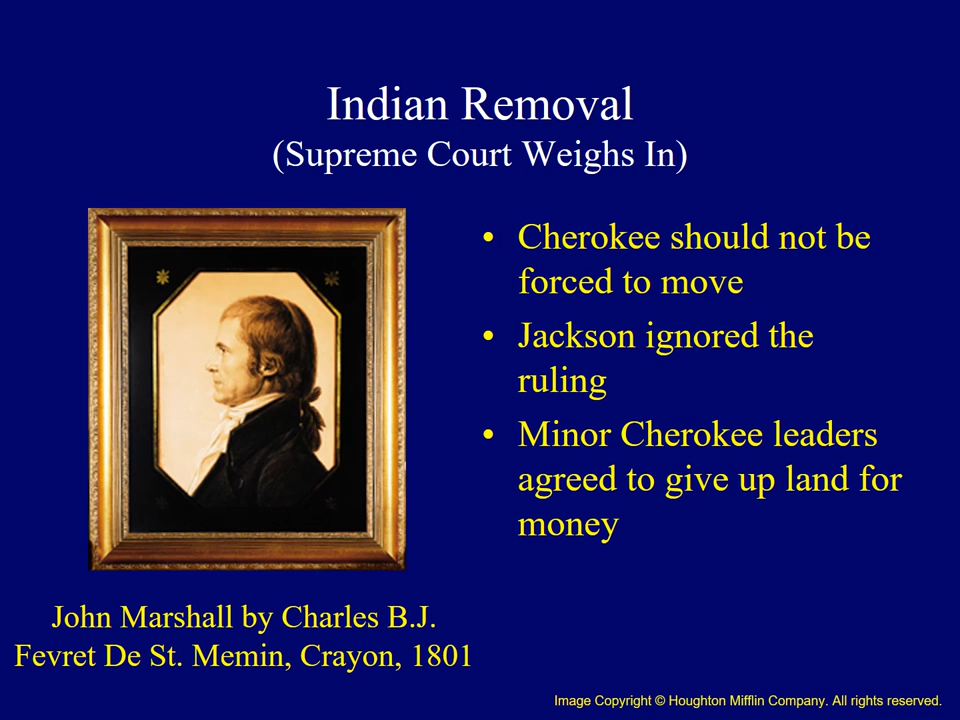 Indian Removal
(Supreme Court Weighs In)
• Cherokee should not be
forced to move
• Jackson ignored the
ruling
• Minor Cherokee leaders
agreed to give up land for
money
John Marshall by Charles B.J.
Fevret De St. Memin, Crayon, 1801
Image Copyright © Houghton Mifflin Company. All rights reserved.